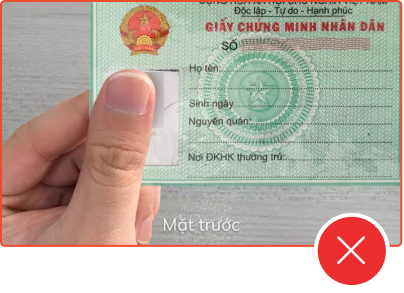 Độc lập - Tự do - Hạnh phúc
GIẤY CHỨNG MINH NHÂN DÂN
SỐ
Họ tên:
Sinh ngày
Nguyên quán:
Nơi ĐKHK thường trú:
Mặt trước